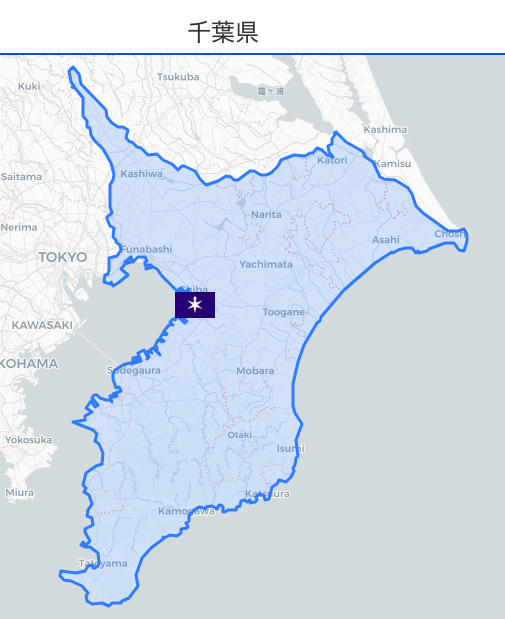 千葉県
Tsukuba
Kuki
霞ヶ浦
Kashima
Katori
Kamisu
Kashiwa
Saitama
Narita
Nerima
Choshi
Asahi
Funabashi
TOKYO
Yachimata
Chiba
Toogane
KAWASAKI
KOHAMA
Sodegaura
Mobara
Otaki
Yokosuka
Isumi
Miura
Katsuura
Kamogawa
Tateyama